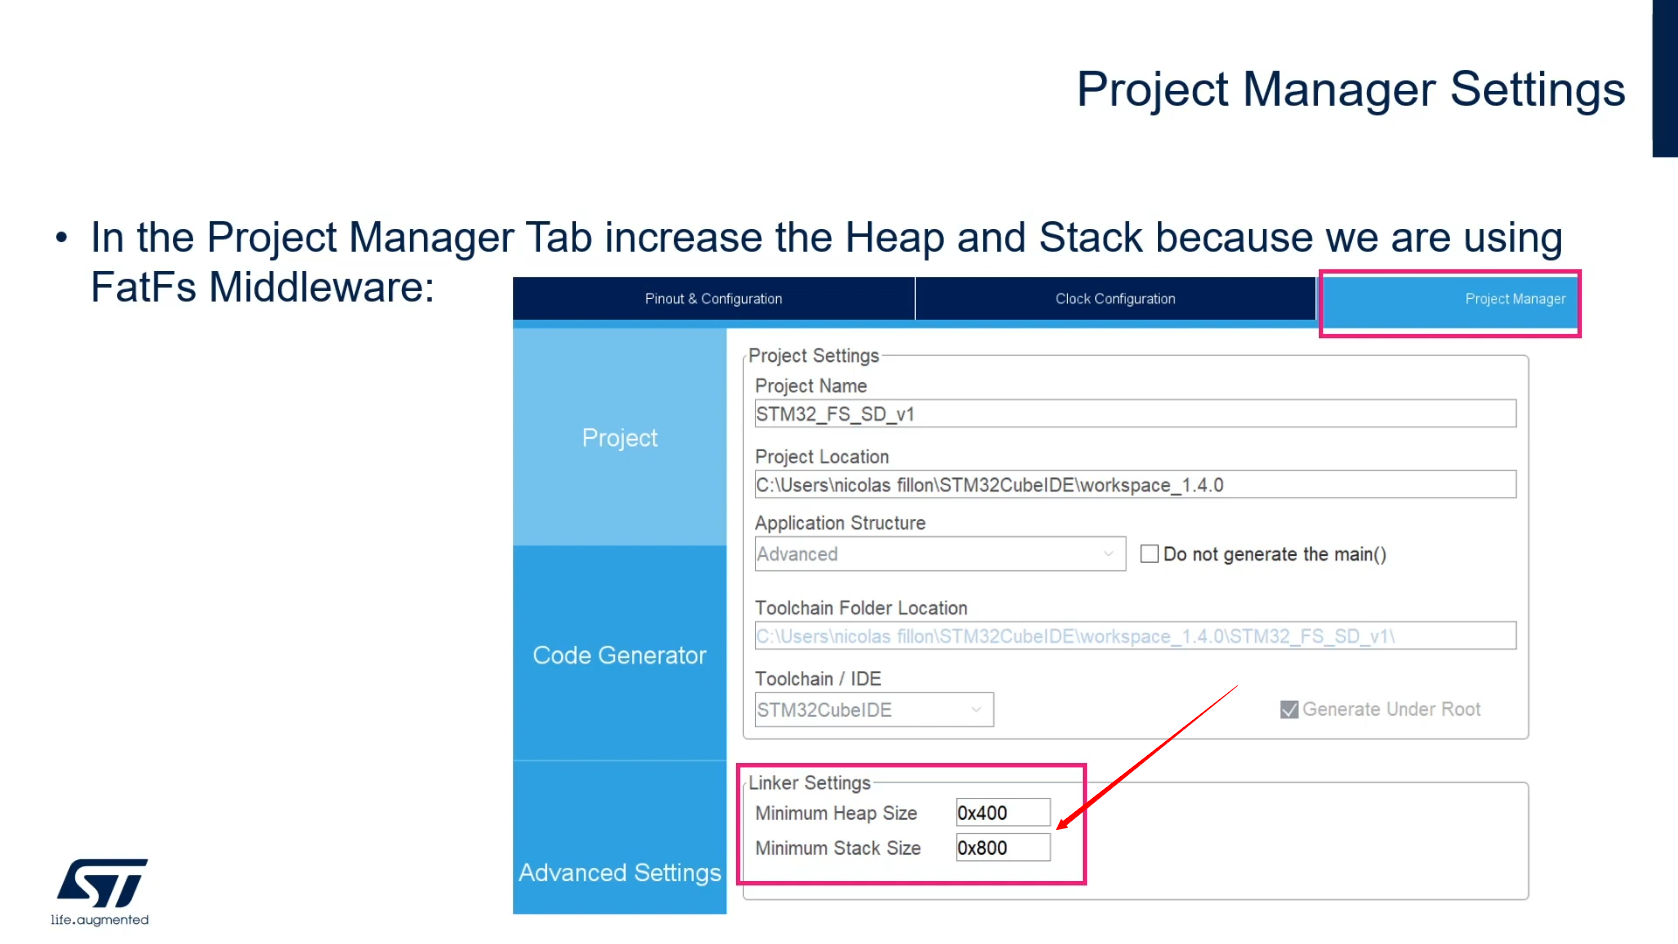 Project Manager Settings
• In the Project Manager Tab increase the Heap and Stack because we are using
FatFs Middleware:
Pinout & Configuration
Clock Configuration
Project Manager
Project
Code Generator
Advanced Settings
Project Settings
Project Name
STM32_FS_SD_v1
Project Location
C:\Users\nicolas fillon\STM32CubeIDE\workspace_1.4.0
Application Structure
Advanced
Do not generate the main()
Toolchain Folder Location
C:\Users\nicolas fillon\STM32CubeIDE\workspace_1.4.0\STM32_FS_SD_v1\
Toolchain / IDE
STM32CubeIDE
Generate Under Root
Linker Settings
Minimum Heap Size 0x400
Minimum Stack Size 0x800
ST
life.augmented